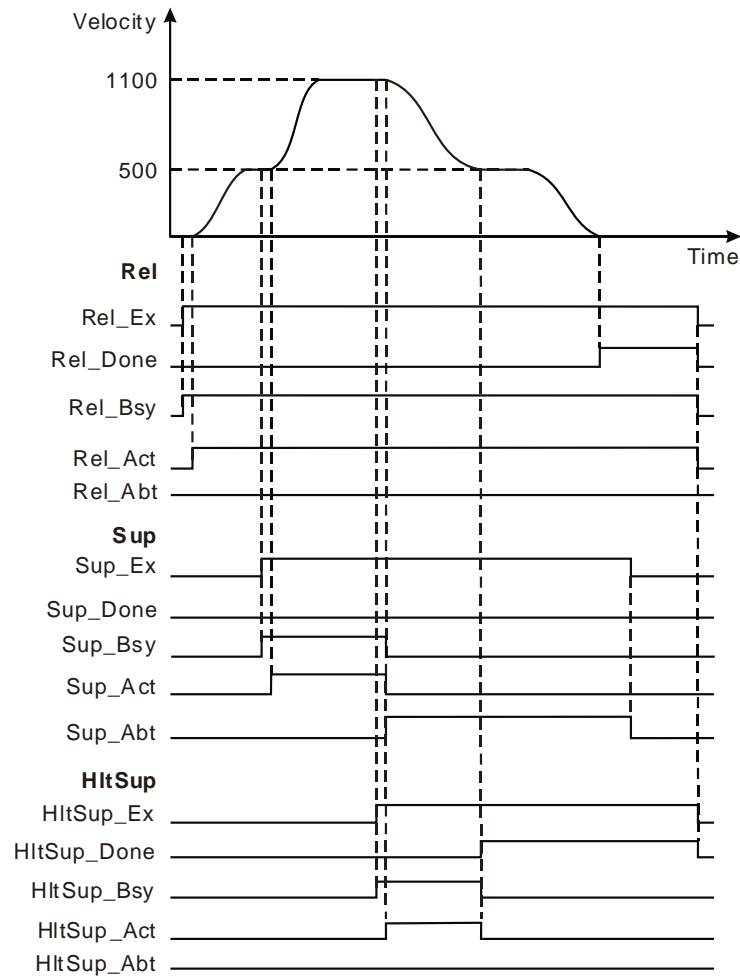 Velocity
1100
500
Time
Rel
Rel_Ex
Rel_Done
Rel_Bsy
Rel_Act
Rel_Abt
Sup
Sup_Ex
Sup_Done
Sup_Bsy
Sup_Act
Sup_Abt
HltSup
HltSup_Ex
HltSup_Done
HltSup_Bsy
HltSup_Act
HltSup_Abt